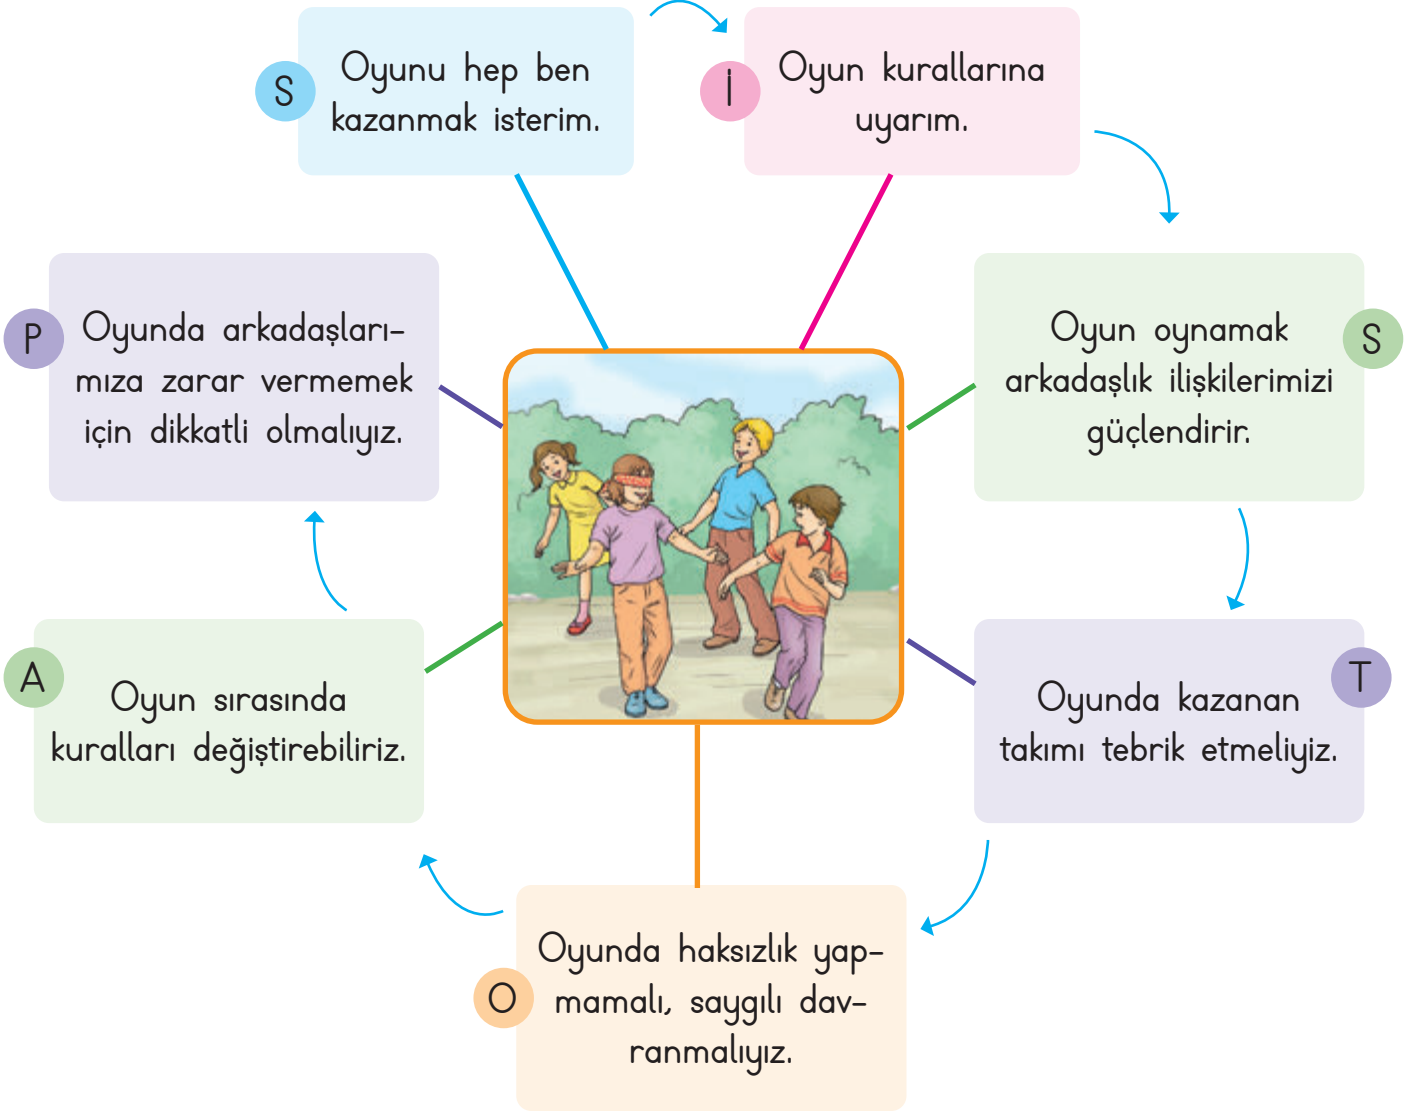 S
Oyunu hep ben
kazanmak isterim.
İ
Oyun kurallarına
uyarım.
S
Oyun oynamak
arkadaşlık ilişkilerimizi
güçlendirir.
T
Oyunda kazanan
takımı tebrik etmeliyiz.
O
Oyunda haksızlık yap-
mamalı, saygılı dav-
ranmalıyız.
A
Oyun sırasında
kuralları değiştirebiliriz.
P
Oyunda arkadaşları-
mıza zarar vermemek
için dikkatli olmalıyız.